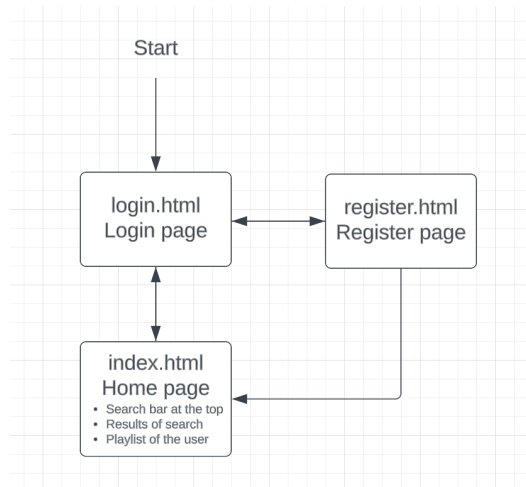 Start
login.html
Login page
register.html
Register page
index.html
Home page
• Search bar at the top
• Results of search
• Playlist of the user